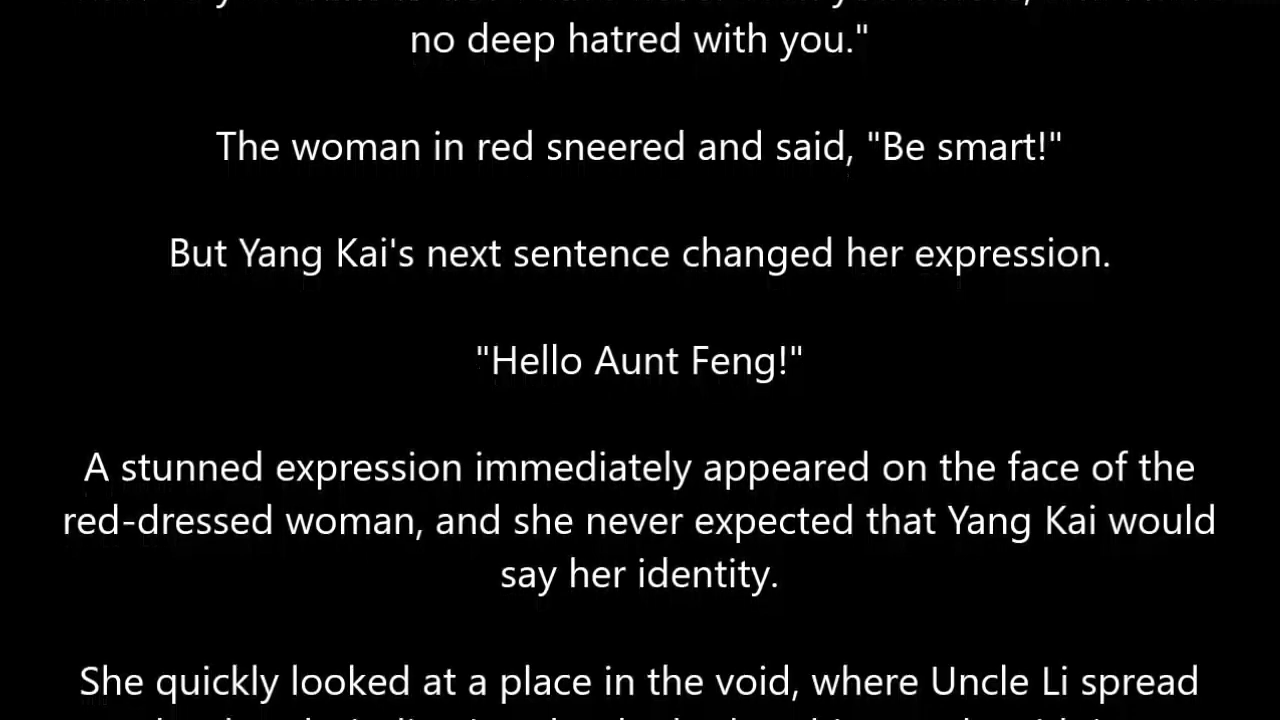 no deep hatred with you."
The woman in red sneered and said, "Be smart!"
But Yang Kai's next sentence changed her expression.
"Hello Aunt Feng!"
A stunned expression immediately appeared on the face of the
red-dressed woman, and she never expected that Yang Kai would
say her identity.
She quickly looked at a place in the void, where Uncle Li spread